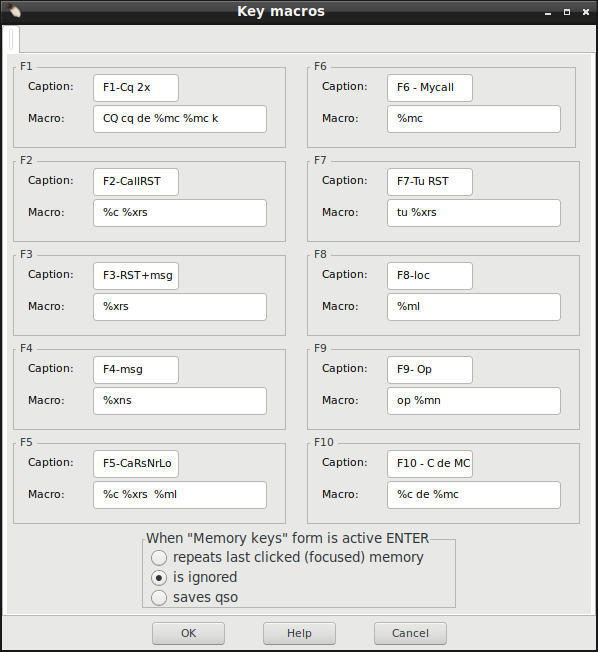 Key macros
F1
Caption: F1-Cq 2x
Macro: CQ cq de %mc %mc k
F2
Caption: F2-CallRST
Macro: %c %xrs
F3
Caption: F3-RST+msg
Macro: %xrs
F4
Caption: F4-msg
Macro: %xns
F5
Caption: F5-CaRsNrLo
Macro: %c %xrs  %ml
F6
Caption: F6 - Mycall
Macro: %mc
F7
Caption: F7-Tu RST
Macro: tu %xrs
F8
Caption: F8-loc
Macro: %ml
F9
Caption: F9- Op
Macro: op %mn
F10
Caption: F10 - C de MC
Macro: %c de %mc
When "Memory keys" form is active ENTER
repeats last clicked (focused) memory
is ignored
saves qso
OK Help Cancel